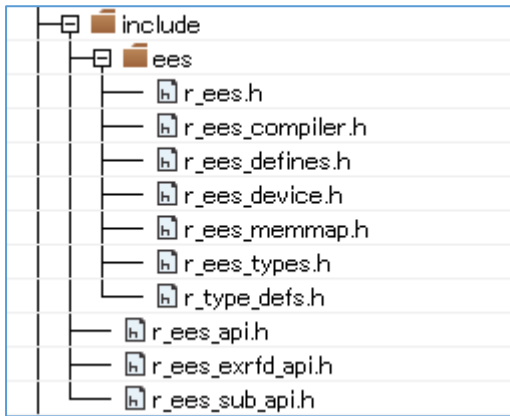 include
ees
r_ees.h
r_ees_compiler.h
r_ees_defines.h
r_ees_device.h
r_ees_memmap.h
r_ees_types.h
r_type_defs.h
r_ees_api.h
r_ees_exrfd_api.h
r_ees_sub_api.h